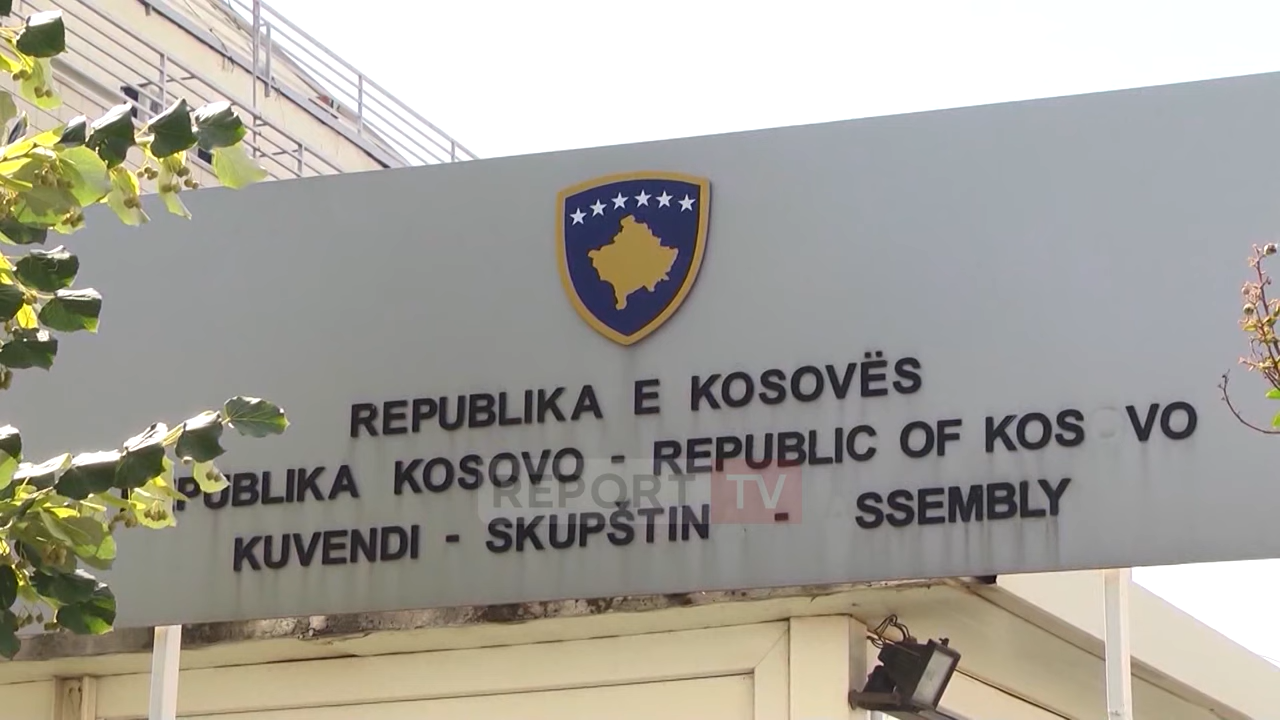 REPUBLIKA E KOSOVËS
PUBLIKA KOSOVO - REPUBLIC OF KOS VO
KUVENDI - SKUPŠTIN - SSEMBLY
REPORT TV